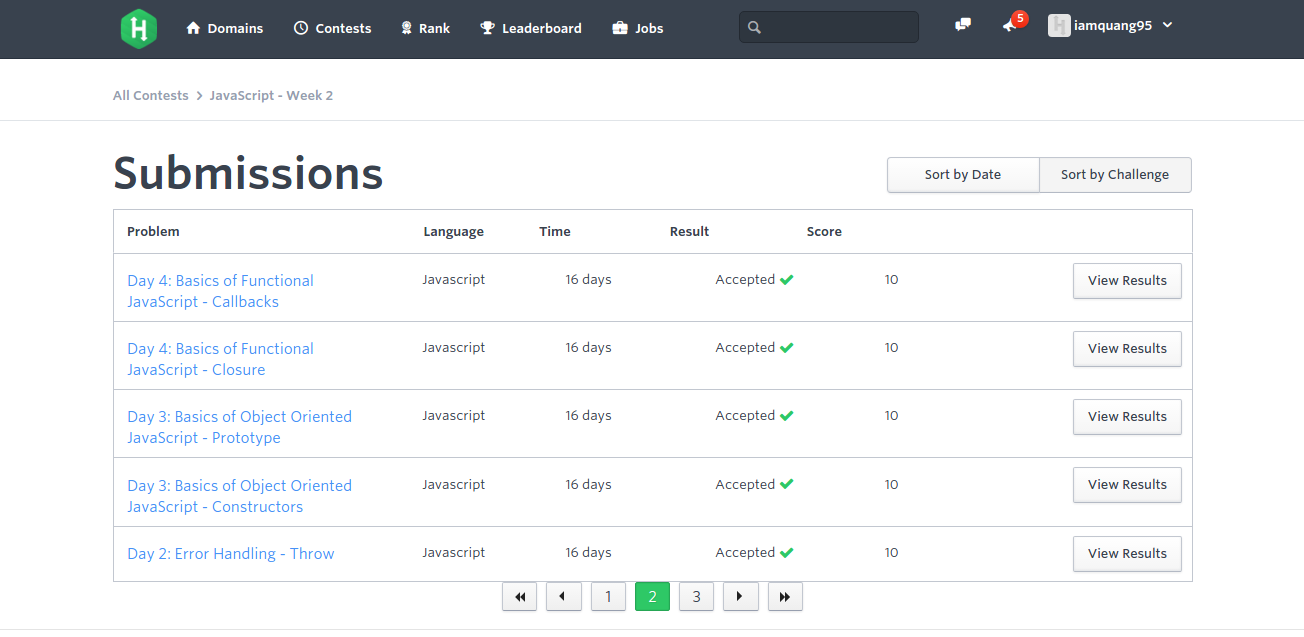 H Domains Contests Rank Leaderboard Jobs 5 H iamquang95
All Contests > JavaScript - Week 2
Submissions
Sort by Date Sort by Challenge
Problem Language Time Result Score
Day 4: Basics of Functional Javascript 16 days Accepted 10 View Results
JavaScript - Callbacks
Day 4: Basics of Functional Javascript 16 days Accepted 10 View Results
JavaScript - Closure
Day 3: Basics of Object Oriented Javascript 16 days Accepted 10 View Results
JavaScript - Prototype
Day 3: Basics of Object Oriented Javascript 16 days Accepted 10 View Results
JavaScript - Constructors
Day 2: Error Handling - Throw Javascript 16 days Accepted 10 View Results
1 2 3